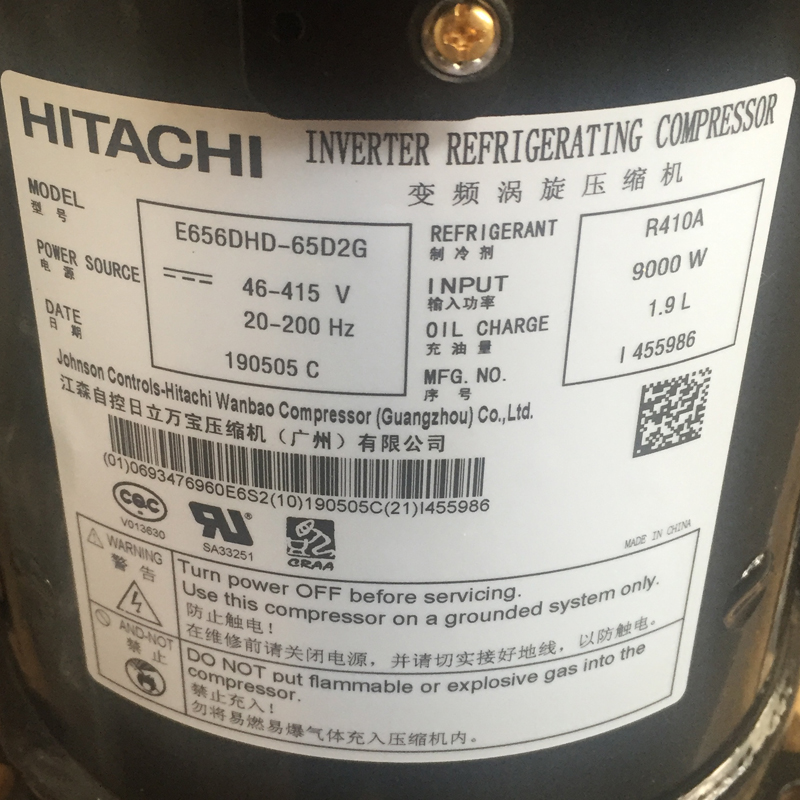 HITACHI INVERTER REFRIGERATING COMPRESSOR
变频涡旋压缩机
MODEL E656DHD-65D2G
型号
POWER SOURCE 46-415 V
电源 20-200 Hz
DATE 190505 C
日期
REFRIGERANT R410A
制冷剂
INPUT 9000 W
输入功率
OIL CHARGE 1.9 L
充油量
MFG. NO. I 455986
序号
Johnson Controls-Hitachi Wanbao Compressor (Guangzhou) Co.,Ltd.
江森自控日立万宝压缩机（广州）有限公司
(01)0693476960E6S2(10)190505C(21)I455986
CQC
V013630
RU®
SA33251
CRAA
MADE IN CHINA
WARNING
警告
Turn power OFF before servicing.
Use this compressor on a grounded system only.
防止触电！
在维修前请关闭电源，并请切实接好地线，以防触电。
AND-NOT
禁止
DO NOT put flammable or explosive gas into the
compressor.
禁止充入！
勿将易燃易爆气体充入压缩机内。